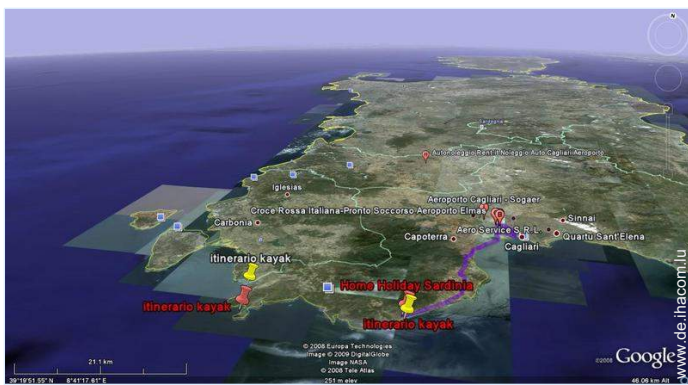 N
Sardegna
Autonoleggio Rent.It Noleggio Auto Cagliari Aeroporto
Iglesias
Aeroporto Cagliari - Sogaer
Croce Rossa Italiana-Pronto Soccorso Aeroporto Elmas
Sinnai
Carbonia
Aero Service S.R.L.
Capoterra
Quartu Sant'Elena
Cagliari
itinerario kayak
Home Holiday Sardinia
itinerario kayak
itinerario kayak
© 2008 Europa Technologies
Image © 2009 DigitalGlobe
Image NASA
© 2008 Tele Atlas
21.1 km
©2008 Google
39°19'51.55" N 8°41'17.61" E
251 m elev
46.06 km Alt
www.de.ihacom.lu